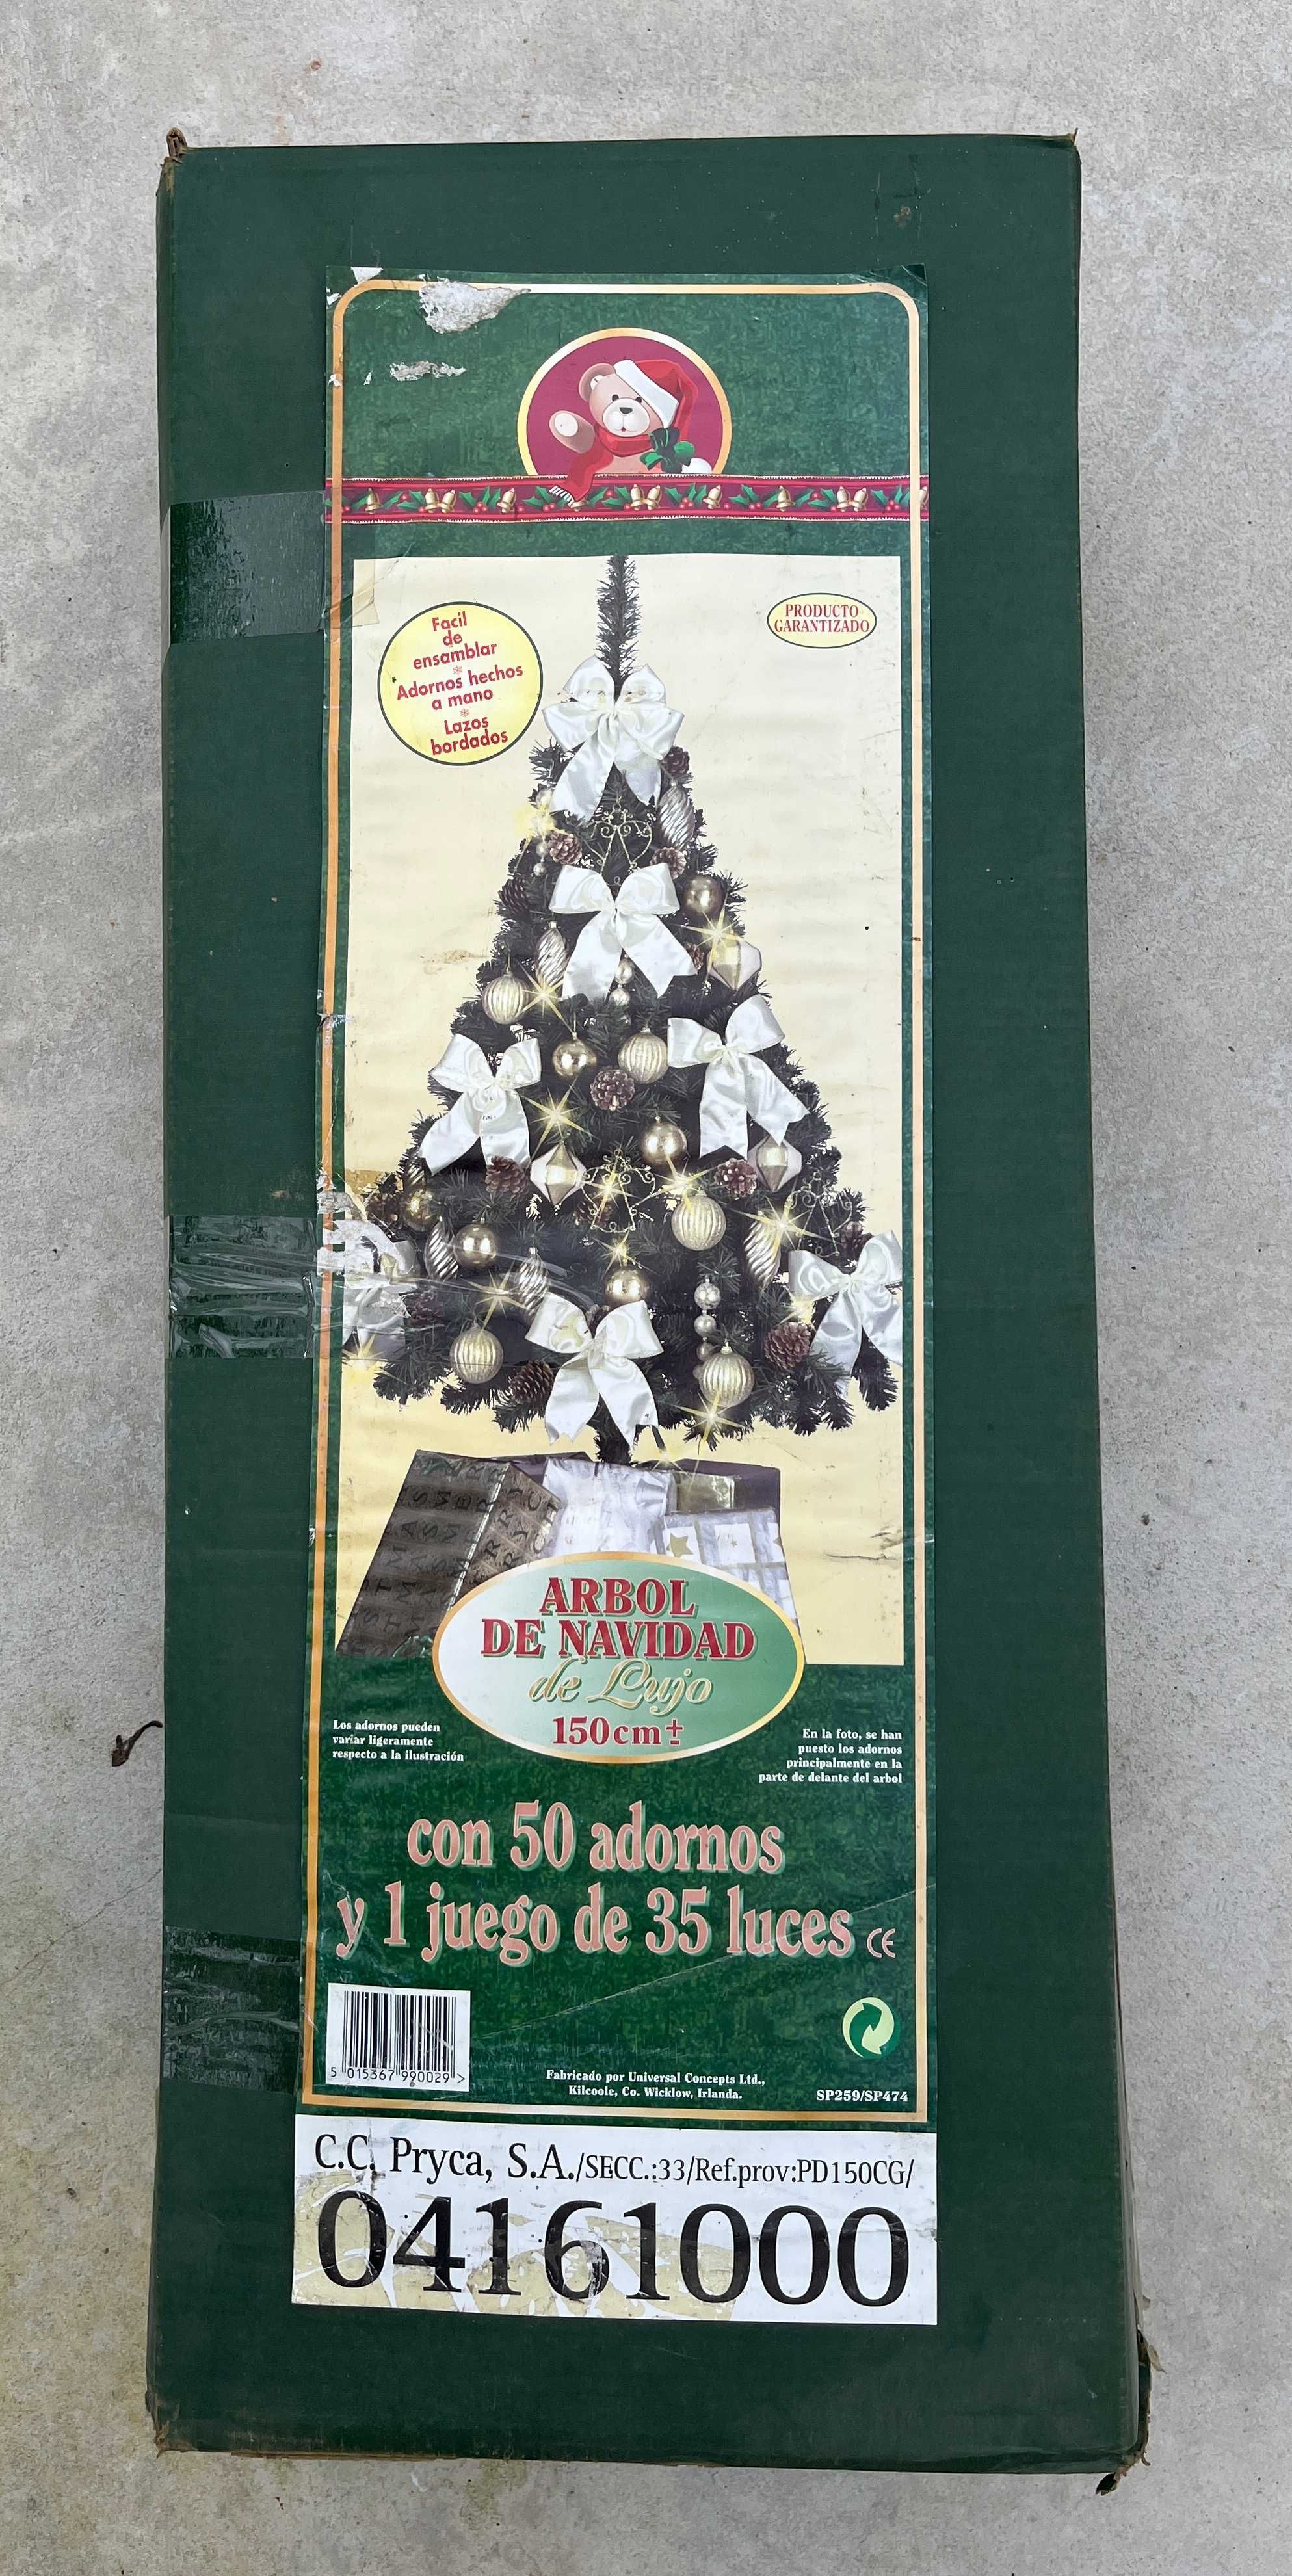 Facil
de
ensamblar
Adornos hechos
a mano
Lazos
bordados
PRODUCTO
GARANTIZADO
ARBOL
DE NAVIDAD
de Lujo
150cm±
Los adornos pueden
variar ligeramente
respecto a la ilustración
En la foto, se han
puesto los adornos
principalmente en la
parte de delante del arbol
con 50 adornos
y 1 juego de 35 luces CE
5 015367 990029 >
Fabricado por Universal Concepts Ltd.,
Kilcoole, Co. Wicklow, Irlanda.
SP259/SP474
C.C. Pryca, S.A./SECC.:33/Ref.prov:PD150CG/
04161000